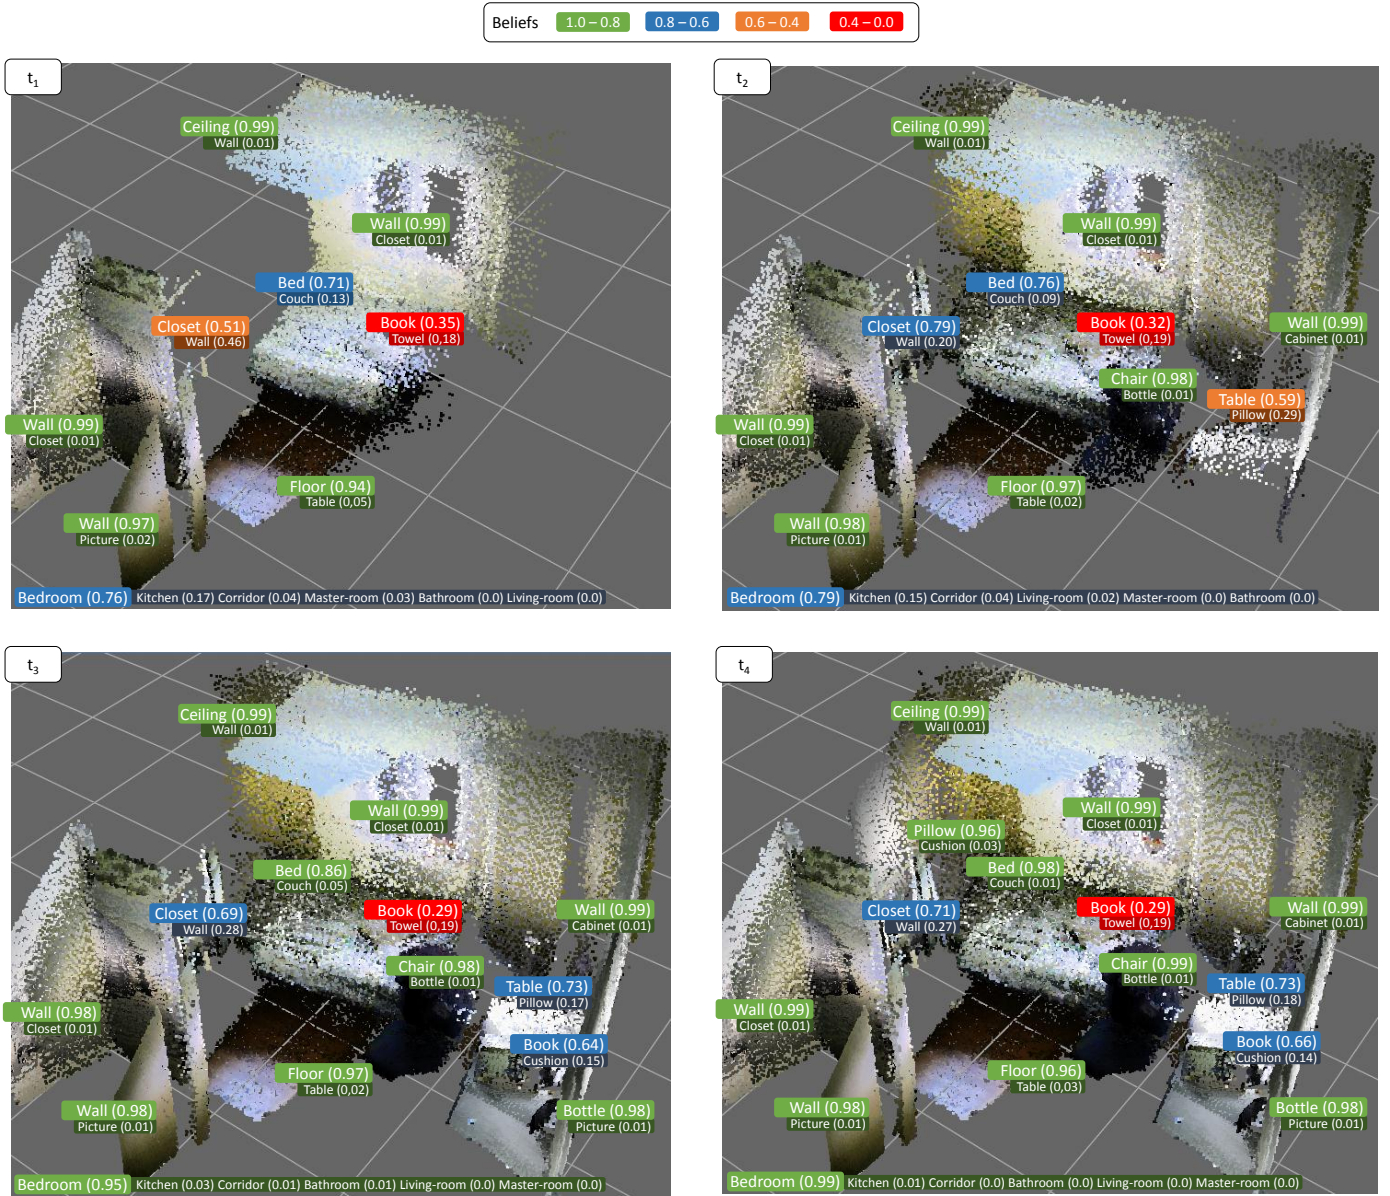 Beliefs 1.0 – 0.8 0.8 – 0.6 0.6 – 0.4 0.4 – 0.0
t1
Ceiling (0.99)
Wall (0.01)
Wall (0.99)
Closet (0.01)
Bed (0.71)
Couch (0.13)
Closet (0.51)
Wall (0.46)
Book (0.35)
Towel (0,18)
Wall (0.99)
Closet (0.01)
Floor (0.94)
Table (0,05)
Wall (0.97)
Picture (0.02)
Bedroom (0.76) Kitchen (0.17) Corridor (0.04) Master-room (0.03) Bathroom (0.0) Living-room (0.0)
t2
Ceiling (0.99)
Wall (0.01)
Wall (0.99)
Closet (0.01)
Bed (0.76)
Couch (0.09)
Closet (0.79)
Wall (0.20)
Book (0.32)
Towel (0,19)
Wall (0.99)
Cabinet (0.01)
Chair (0.98)
Bottle (0.01)
Table (0.59)
Pillow (0.29)
Wall (0.99)
Closet (0.01)
Floor (0.97)
Table (0,02)
Wall (0.98)
Picture (0.01)
Bedroom (0.79) Kitchen (0.15) Corridor (0.04) Living-room (0.02) Master-room (0.0) Bathroom (0.0)
t3
Ceiling (0.99)
Wall (0.01)
Wall (0.99)
Closet (0.01)
Bed (0.86)
Couch (0.05)
Closet (0.69)
Wall (0.28)
Book (0.29)
Towel (0,19)
Wall (0.99)
Cabinet (0.01)
Chair (0.98)
Bottle (0.01)
Table (0.73)
Pillow (0.17)
Wall (0.98)
Closet (0.01)
Book (0.64)
Cushion (0.15)
Floor (0.97)
Table (0,02)
Wall (0.98)
Picture (0.01)
Bottle (0.98)
Picture (0.01)
Bedroom (0.95) Kitchen (0.03) Corridor (0.01) Bathroom (0.01) Living-room (0.0) Master-room (0.0)
t4
Ceiling (0.99)
Wall (0.01)
Wall (0.99)
Closet (0.01)
Pillow (0.96)
Cushion (0.03)
Bed (0.98)
Couch (0.01)
Closet (0.71)
Wall (0.27)
Book (0.29)
Towel (0,19)
Wall (0.99)
Cabinet (0.01)
Chair (0.99)
Bottle (0.01)
Table (0.73)
Pillow (0.18)
Wall (0.99)
Closet (0.01)
Book (0.66)
Cushion (0.14)
Floor (0.96)
Table (0,03)
Wall (0.98)
Picture (0.01)
Bottle (0.98)
Picture (0.01)
Bedroom (0.99) Kitchen (0.01) Corridor (0.0) Bathroom (0.0) Living-room (0.0) Master-room (0.0)